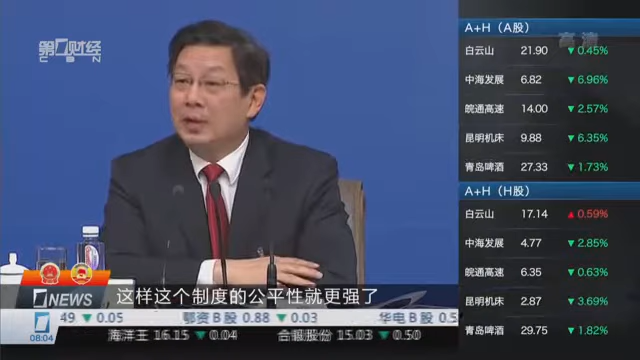 第一财经
CBN
高清
A+H（A股）
白云山 21.90 ▼0.45%
中海发展 6.82 ▼6.96%
皖通高速 14.00 ▼2.57%
昆明机床 9.88 ▼6.35%
青岛啤酒 27.33 ▼1.73%
A+H（H股）
白云山 17.14 ▲0.59%
中海发展 4.77 ▼2.85%
皖通高速 6.35 ▼0.63%
昆明机床 2.87 ▼3.69%
青岛啤酒 29.75 ▼1.82%
这样这个制度的公平性就更强了
NEWS
08:04
49 ▼0.05 鄂资B股 0.88 ▼0.03 华电B股 0.5
海洋王 16.15 ▼0.04 合锻股份 15.03 ▼0.50